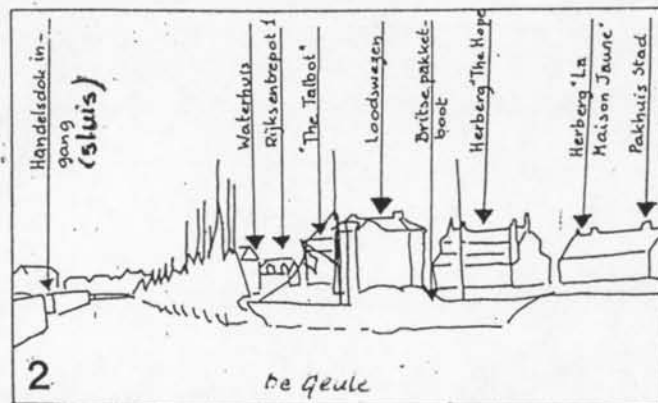 Handelsdok in-
gang
(sluis)
Waterhuis
Rijksentrepot 1
"The Talbot"
Loodswezen
Britse pakket-
boot
Herberg "The Hope"
Herberg "La
Maison Jaune"
Pakhuis Stad
2
De Geule